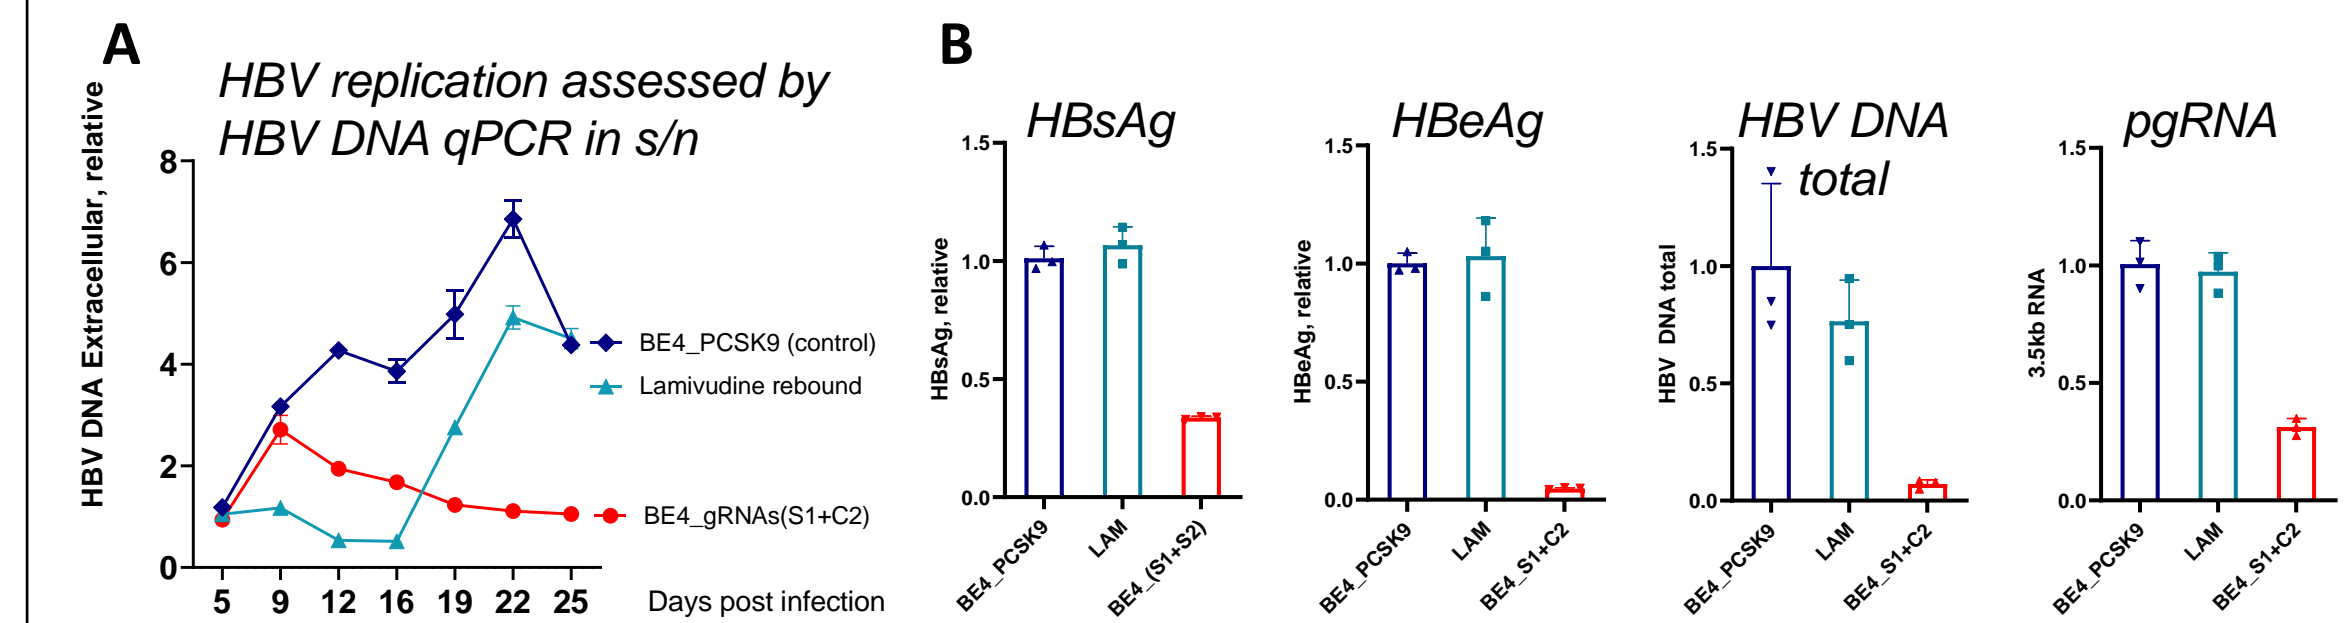 A
HBV replication assessed by
HBV DNA qPCR in s/n
HBV DNA Extracellular, relative
8
6
4
2
0
5 9 12 16 19 22 25
Days post infection
BE4_PCSK9 (control)
Lamivudine rebound
BE4_gRNAs(S1+C2)
B
HBsAg
HBsAg, relative
1.5
1.0
0.5
0.0
BE4_PCSK9
LAM
BE4_(S1+S2)
HBeAg
HBeAg, relative
1.5
1.0
0.5
0.0
BE4_PCSK9
LAM
BE4_S1+C2
HBV DNA
total
HBV DNA total
1.5
1.0
0.5
0.0
BE4_PCSK9
LAM
BE4_S1+C2
pgRNA
3.5kb RNA
1.5
1.0
0.5
0.0
BE4_PCSK9
LAM
BE4_S1+C2